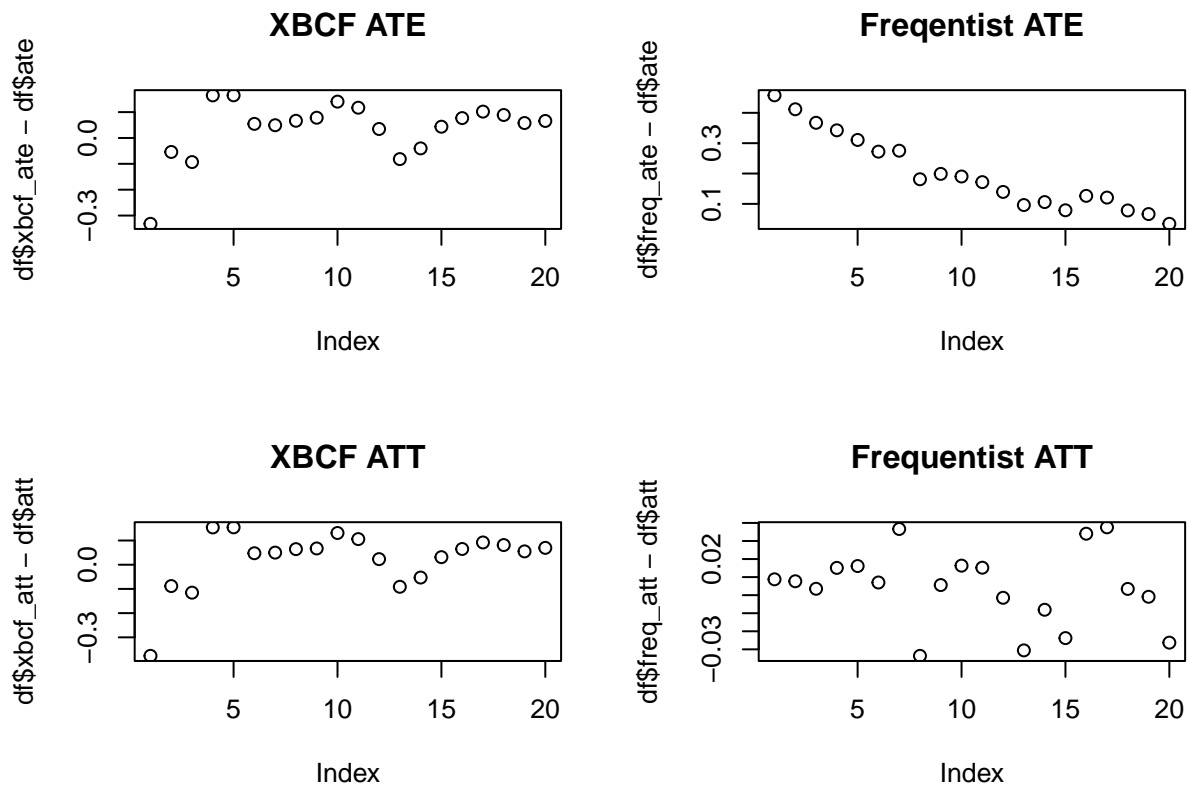 XBCF ATE
df$xbcf_ate − df$ate
0.0
−0.3
5
10
15
20
Index
Freqentist ATE
df$freq_ate − df$ate
0.3
0.1
5
10
15
20
Index
XBCF ATT
df$xbcf_att − df$att
0.0
−0.3
5
10
15
20
Index
Frequentist ATT
df$freq_att − df$att
0.02
−0.03
5
10
15
20
Index